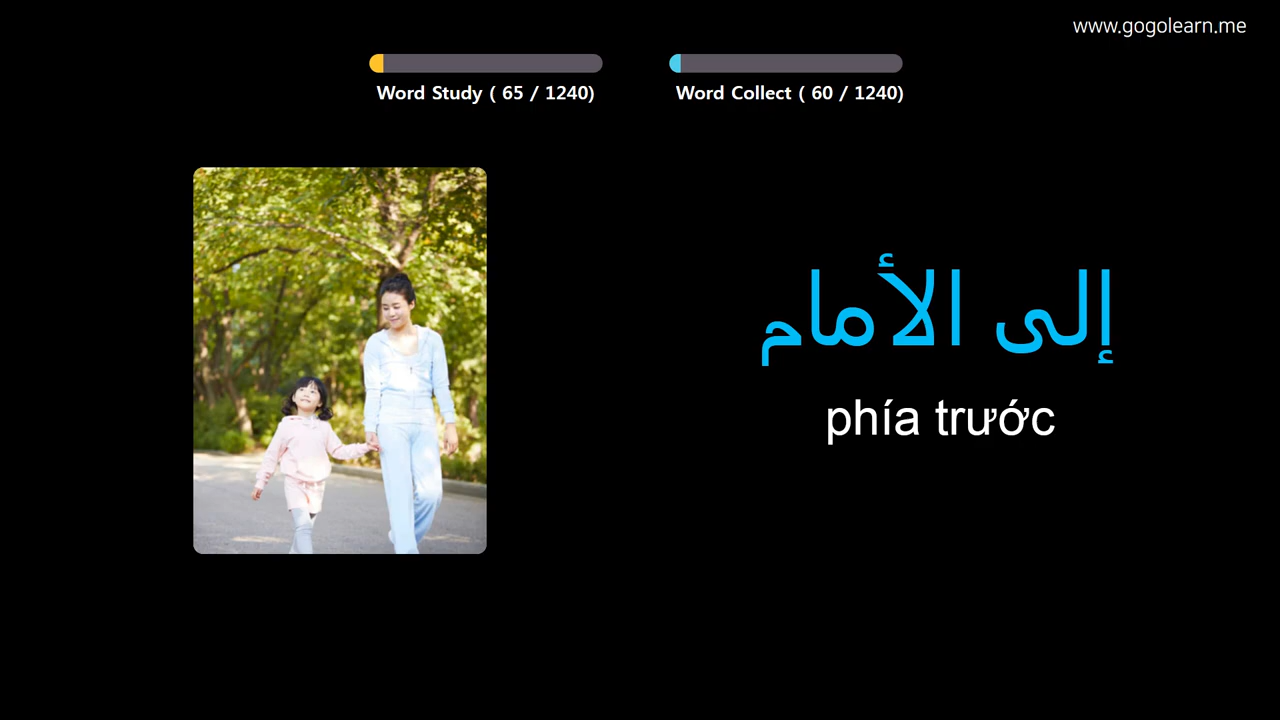 www.gogolearn.me
Word Study ( 65 / 1240)
Word Collect ( 60 / 1240)
إلى الأمام
phía trước